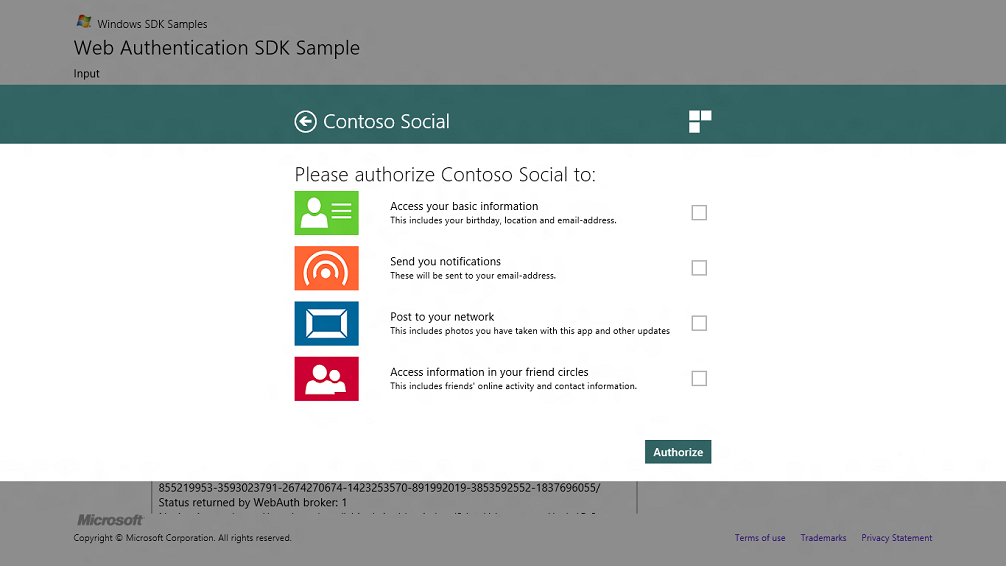 Windows SDK Samples
Web Authentication SDK Sample
Input
Contoso Social
Please authorize Contoso Social to:
Access your basic information
This includes your birthday, location and email-address.
Send you notifications
These will be sent to your email-address.
Post to your network
This includes photos you have taken with this app and other updates
Access information in your friend circles
This includes friends' online activity and contact information.
Authorize
855219953-3593023791-2674270674-1423253570-891992019-3853592552-1837696055/
Status returned by WebAuth broker: 1
Microsoft
Copyright © Microsoft Corporation. All rights reserved.
Terms of use Trademarks Privacy Statement